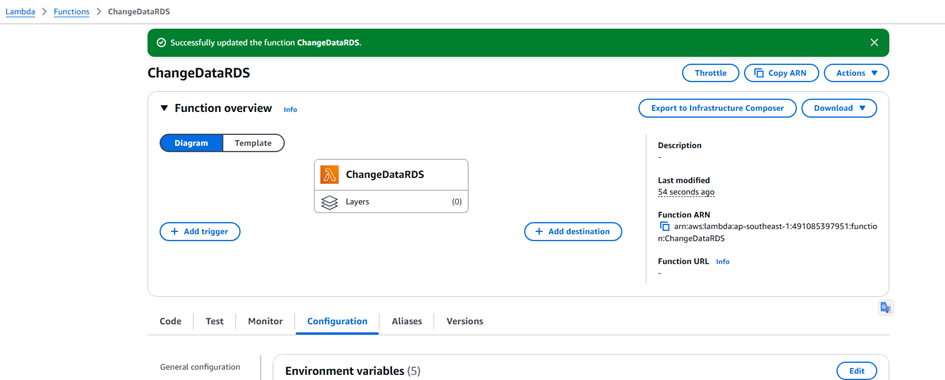 Lambda > Functions > ChangeDataRDS
Successfully updated the function ChangeDataRDS.
ChangeDataRDS
Throttle
Copy ARN
Actions
Function overview
Info
Export to Infrastructure Composer
Download
Diagram
Template
ChangeDataRDS
Layers (0)
+ Add trigger
+ Add destination
Description
-
Last modified
54 seconds ago
Function ARN
arn:aws:lambda:ap-southeast-1:491085397951:functio
n:ChangeDataRDS
Function URL Info
-
Code
Test
Monitor
Configuration
Aliases
Versions
General configuration
Environment variables (5)
Edit